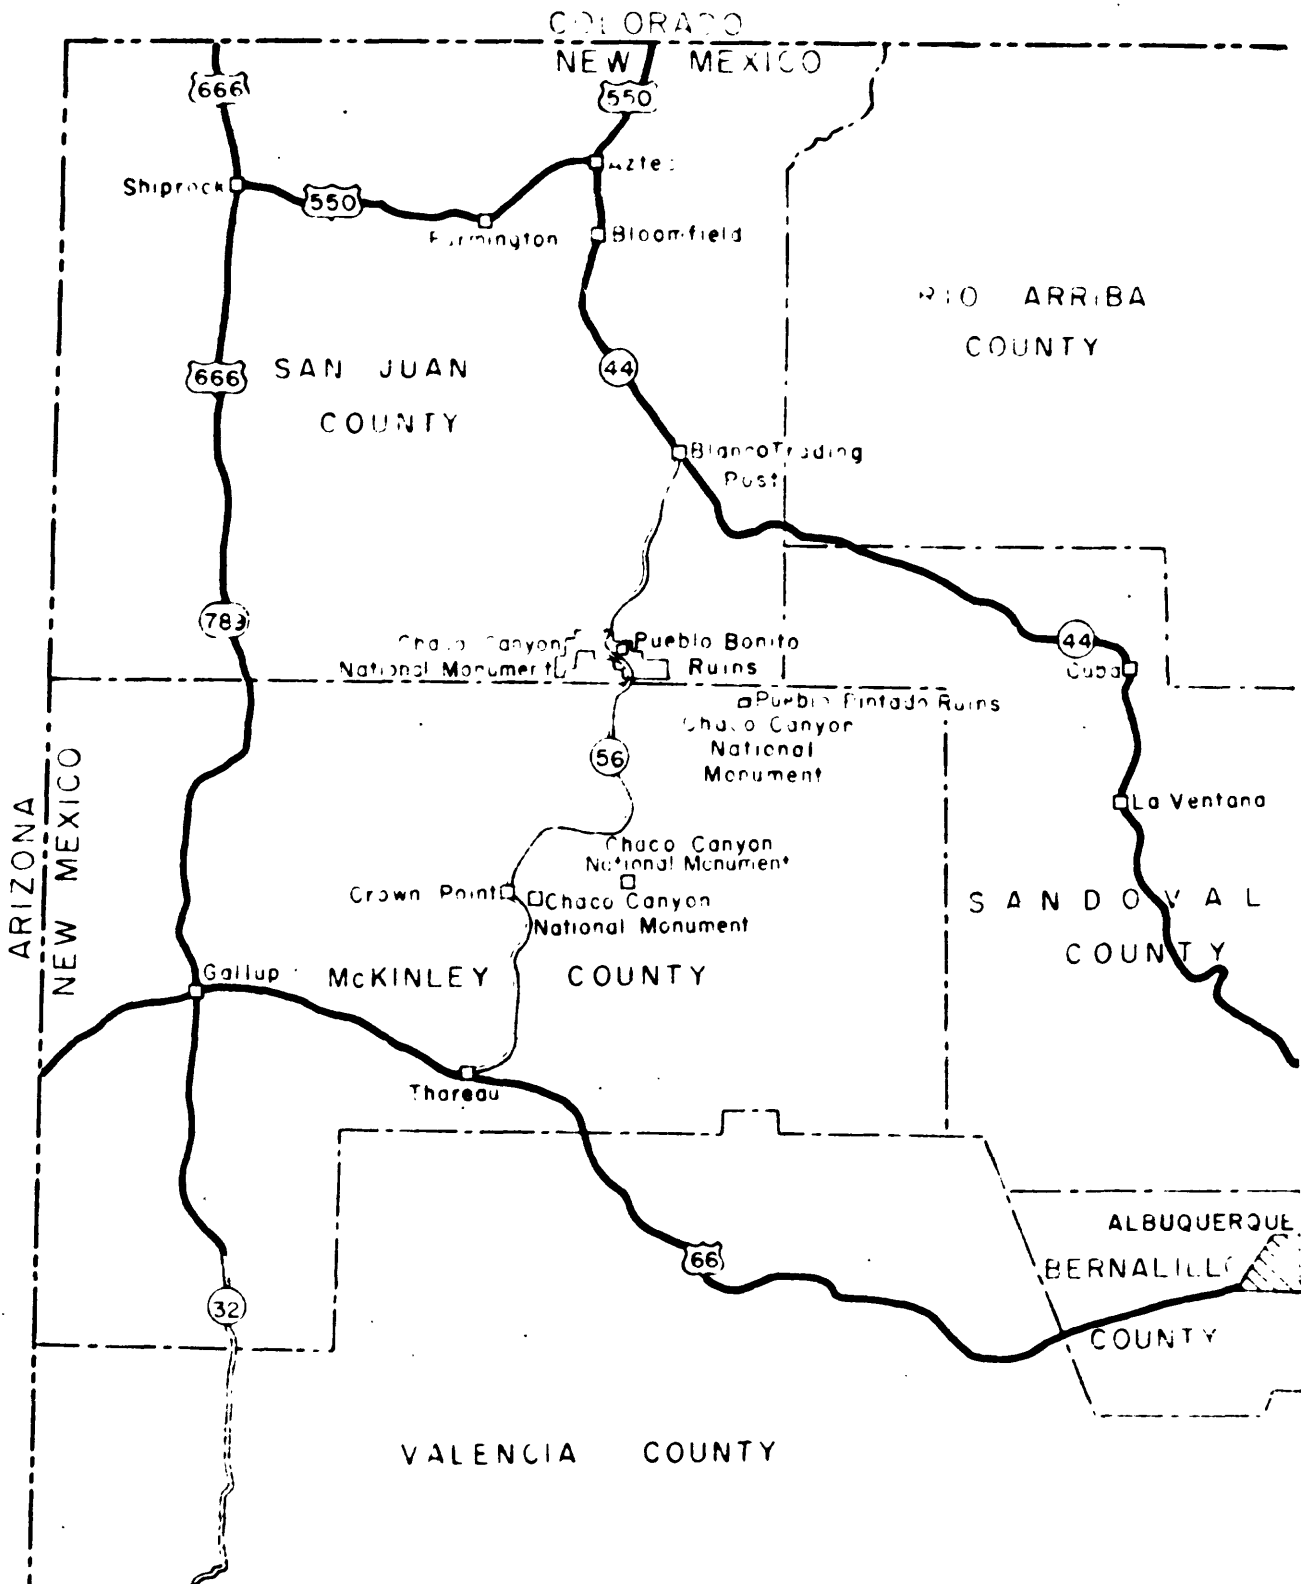 COLORADO
NEW MEXICO
666
550
Aztec
Shiprock
550
Farmington
Bloomfield
RIO ARRIBA
COUNTY
666
SAN JUAN
COUNTY
44
Blanco Trading
Post
789
Chaco Canyon
National Monument
Pueblo Bonito
Ruins
44
Cuba
Pueblo Pintado Ruins
Chaco Canyon
National
Monument
56
La Ventana
ARIZONA
NEW MEXICO
Chaco Canyon
National Monument
Crown Point
Chaco Canyon
National Monument
SANDOVAL
COUNTY
Gallup
McKINLEY COUNTY
Thoreau
ALBUQUERQUE
66
BERNALILLO
COUNTY
32
VALENCIA COUNTY